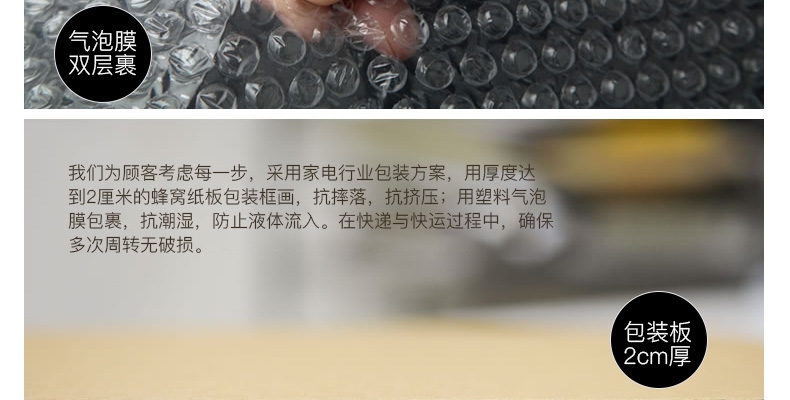 气泡膜
双层裹
我们为顾客考虑每一步，采用家电行业包装方案，用厚度达
到2厘米的蜂窝纸板包装框画，抗摔落，抗挤压；用塑料气泡
膜包裹，抗潮湿，防止液体流入。在快递与快运过程中，确保
多次周转无破损。
包装板
2cm厚